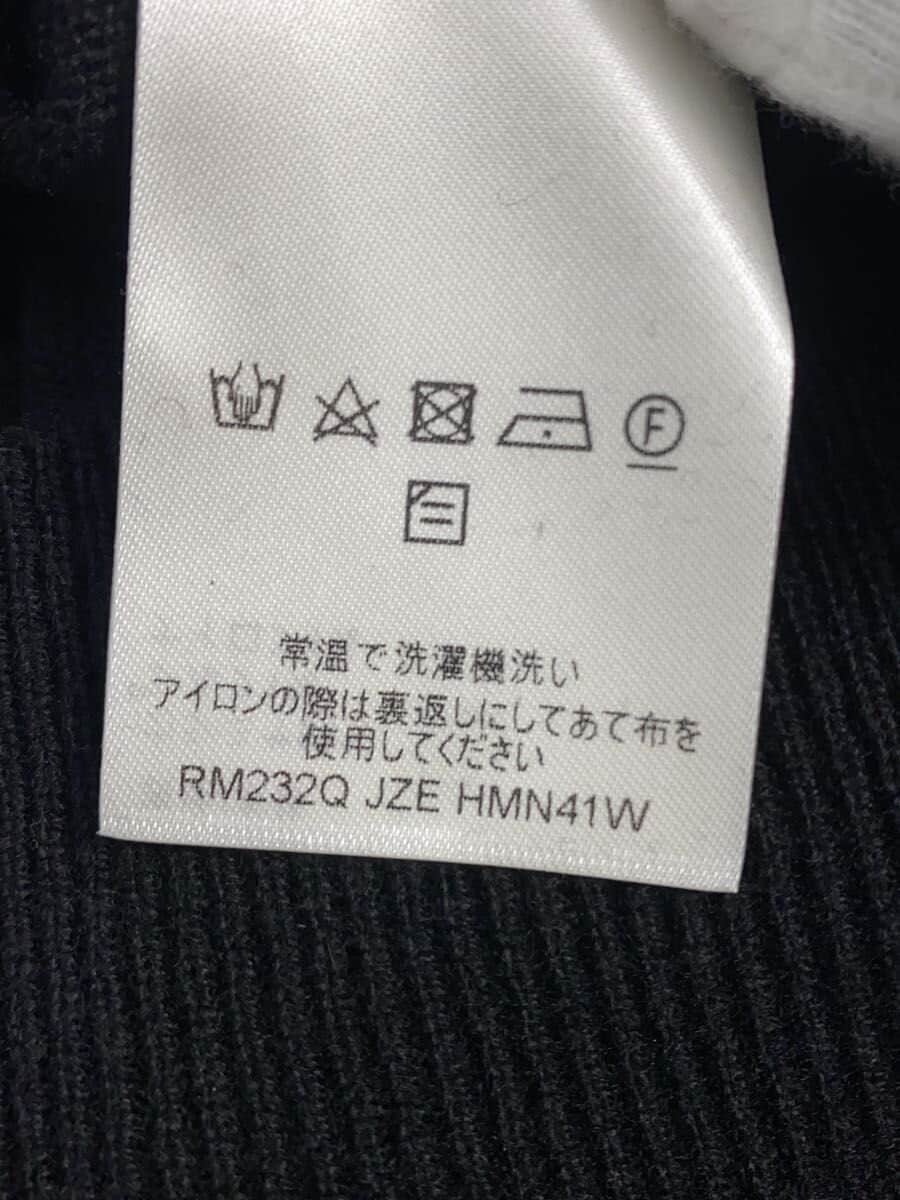 F
常温で洗濯機洗い
アイロンの際は裏返しにしてあて布を
使用してください
RM232Q JZE HMN41W